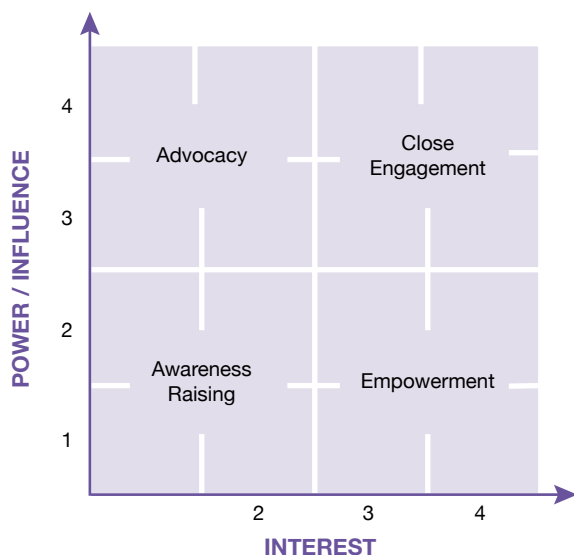 4
Advocacy
Close
Engagement
3
POWER / INFLUENCE
2
Awareness
Raising
Empowerment
1
2
3
4
INTEREST